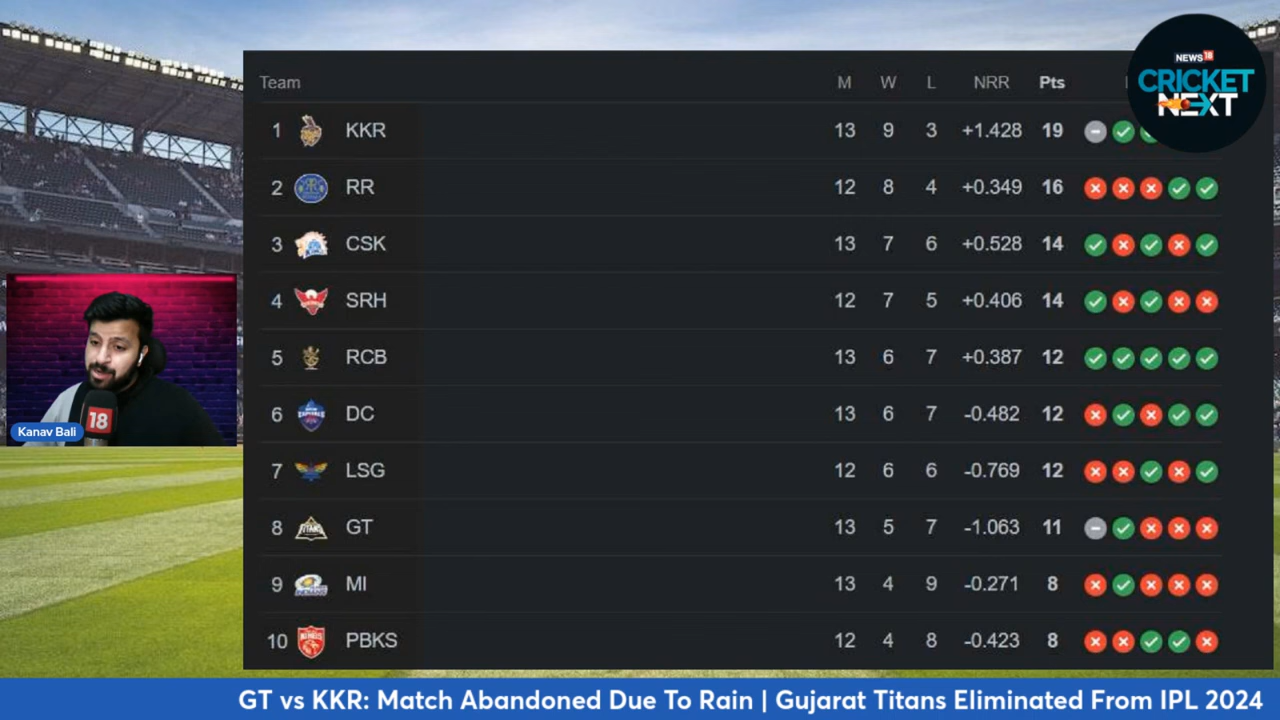 NEWS18
CRICKET
NEXT
Team M W L NRR Pts
1 KKR 13 9 3 +1.428 19
2 RR 12 8 4 +0.349 16
3 CSK 13 7 6 +0.528 14
4 SRH 12 7 5 +0.406 14
5 RCB 13 6 7 +0.387 12
6 DC 13 6 7 -0.482 12
7 LSG 12 6 6 -0.769 12
8 GT 13 5 7 -1.063 11
9 MI 13 4 9 -0.271 8
10 PBKS 12 4 8 -0.423 8
18
Kanav Bali
GT vs KKR: Match Abandoned Due To Rain | Gujarat Titans Eliminated From IPL 2024